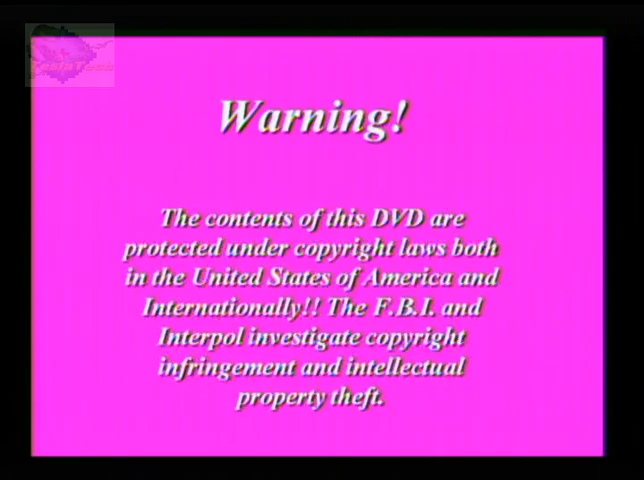 Warning!
The contents of this DVD are
protected under copyright laws both
in the United States of America and
Internationally!! The F.B.I. and
Interpol investigate copyright
infringement and intellectual
property theft.